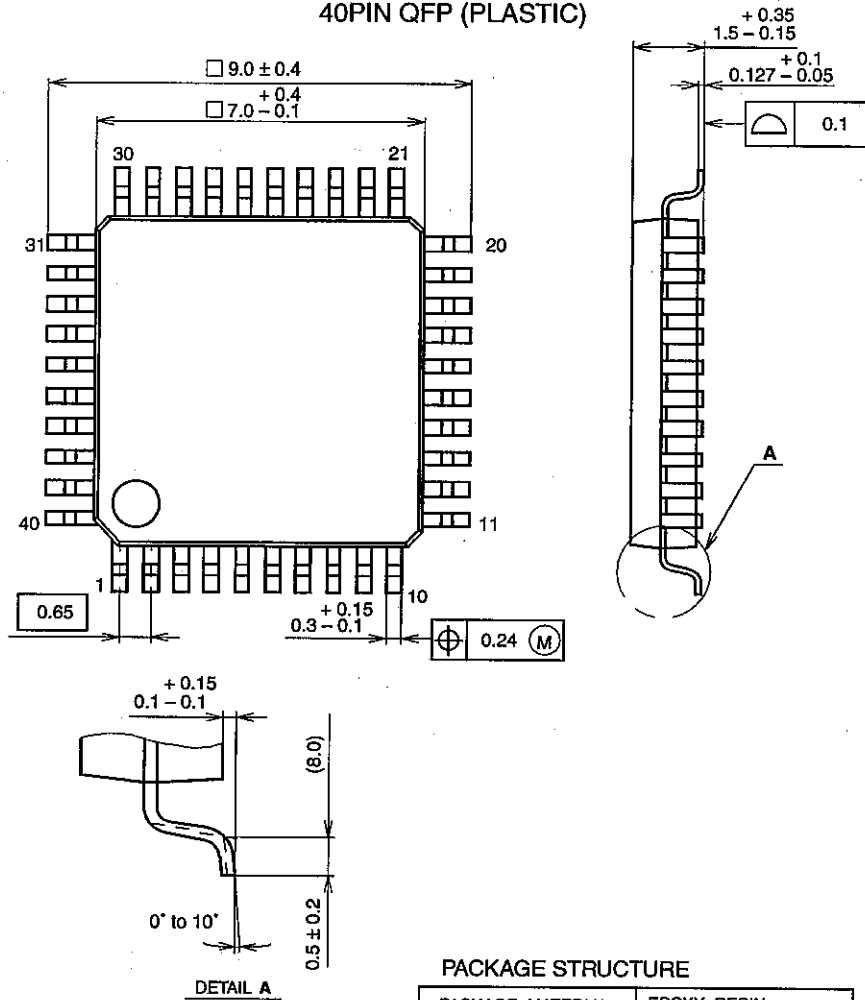 40PIN QFP (PLASTIC)
+ 0.35
1.5 – 0.15
+ 0.1
0.127 – 0.05
0.1
□ 9.0 ± 0.4
+ 0.4
□ 7.0 – 0.1
30
21
31
20
40
11
1
10
A
0.65
+ 0.15
0.3 – 0.1
0.24 Ⓜ
+ 0.15
0.1 – 0.1
(8.0)
0.5 ± 0.2
0° to 10°
DETAIL A
PACKAGE STRUCTURE
EPOXY RESIN